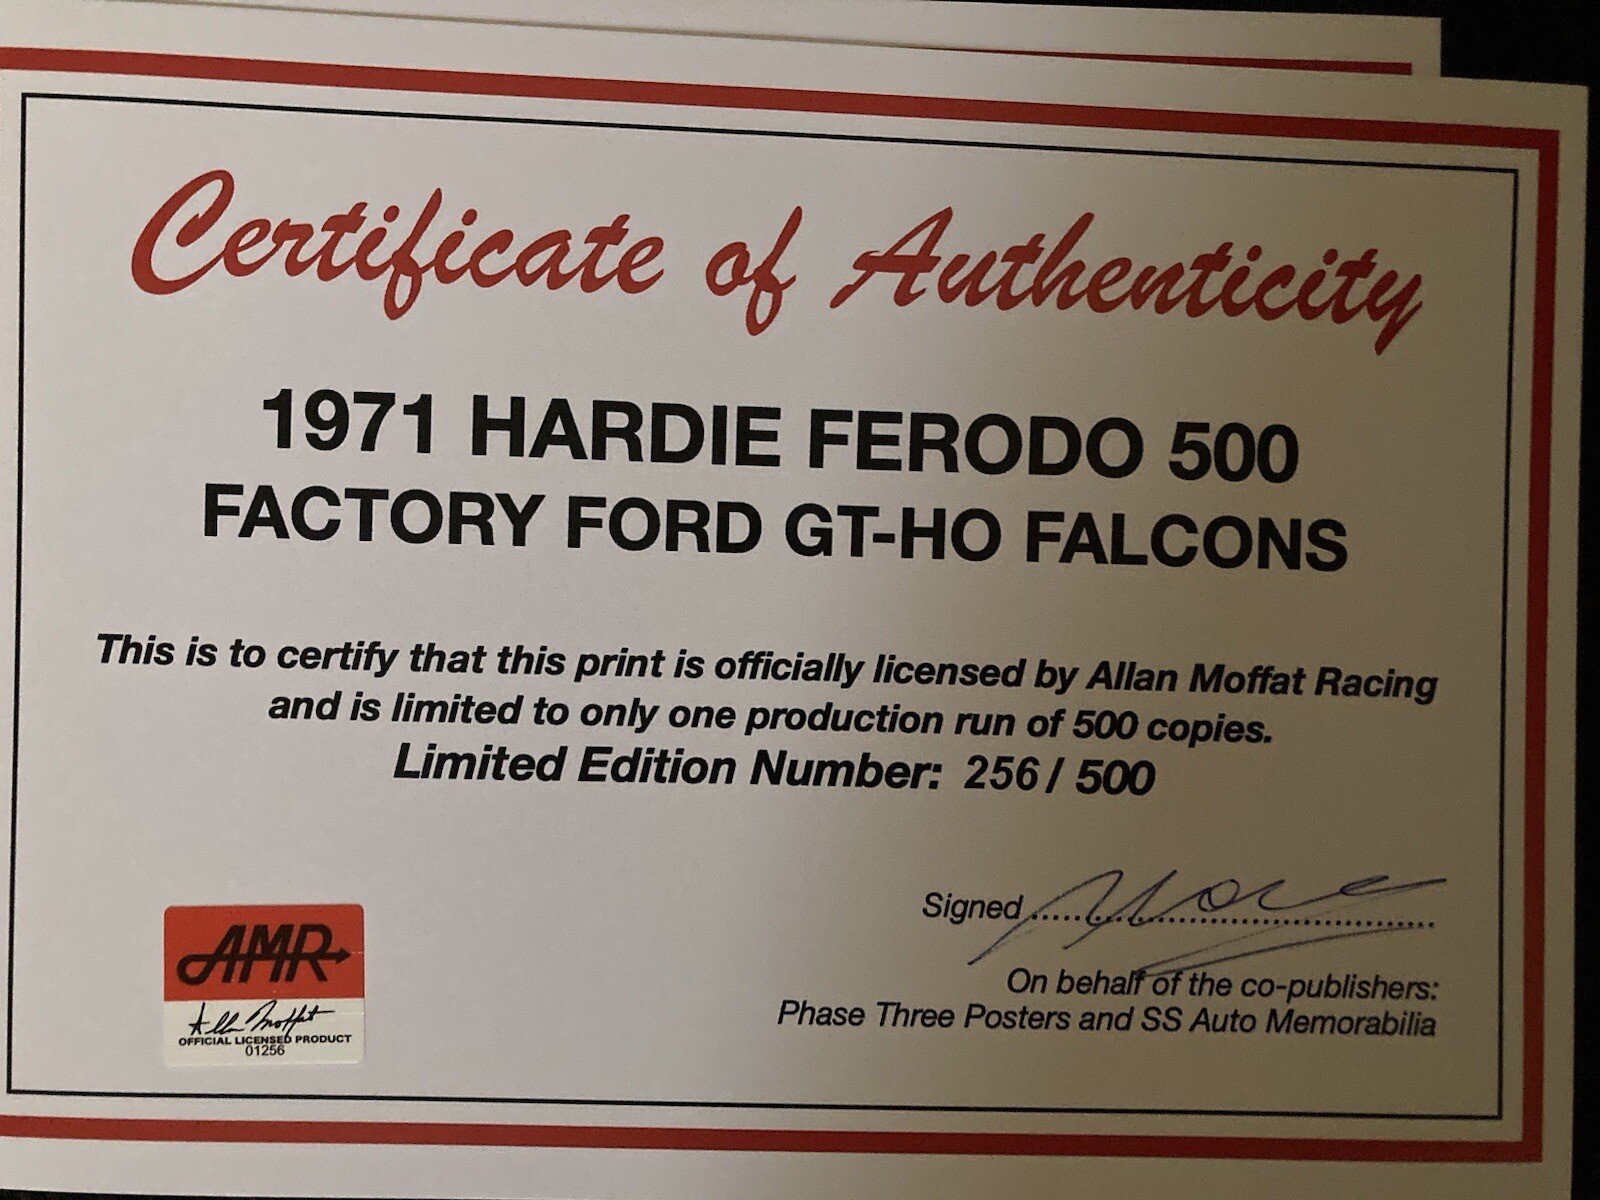 Certificate of Authenticity
1971 HARDIE FERODO 500
FACTORY FORD GT-HO FALCONS
This is to certify that this print is officially licensed by Allan Moffat Racing
and is limited to only one production run of 500 copies.
Limited Edition Number: 256 / 500
Signed
On behalf of the co-publishers:
Phase Three Posters and SS Auto Memorabilia
AMR
Allan Moffat
OFFICIAL LICENSED PRODUCT
01256